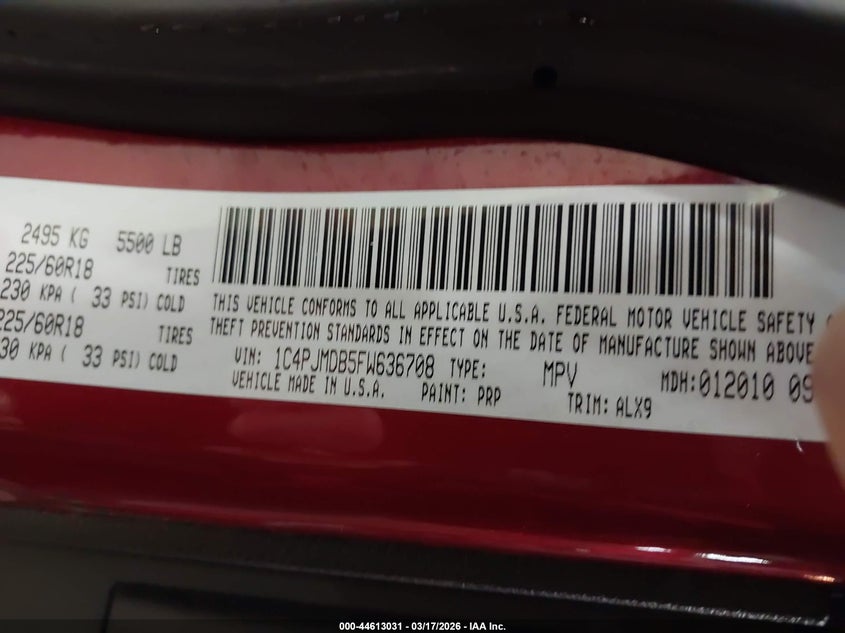 2495 KG 5500 LB
225/60R18 TIRES
230 KPA ( 33 PSI) COLD
225/60R18 TIRES
30 KPA ( 33 PSI) COLD
THIS VEHICLE CONFORMS TO ALL APPLICABLE U.S.A. FEDERAL MOTOR VEHICLE SAFETY
THEFT PREVENTION STANDARDS IN EFFECT ON THE DATE OF MANUFACTURE SHOWN ABOVE
VIN: 1C4PJMDB5FW636708 TYPE: MPV MDH:012010 09
VEHICLE MADE IN U.S.A. PAINT: PRP TRIM: ALX9
000-44613031 - 03/17/2026 - IAA Inc.